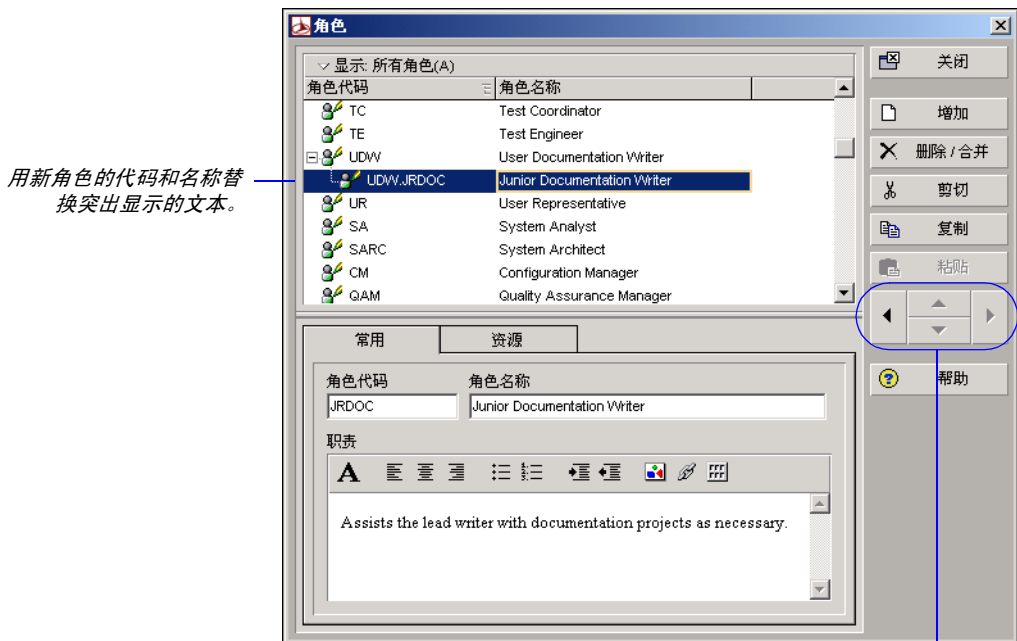 角色
显示: 所有角色(A)
角色代码 角色名称
TC Test Coordinator
TE Test Engineer
UDW User Documentation Writer
UDW.JRDOC Junior Documentation Writer
UR User Representative
SA System Analyst
SARC System Architect
CM Configuration Manager
QAM Quality Assurance Manager
用新角色的代码和名称替
换突出显示的文本。
常用 资源
角色代码 角色名称
JRDOC Junior Documentation Writer
职责
A
Assists the lead writer with documentation projects as necessary.
关闭
增加
删除 / 合并
剪切
复制
粘贴
帮助